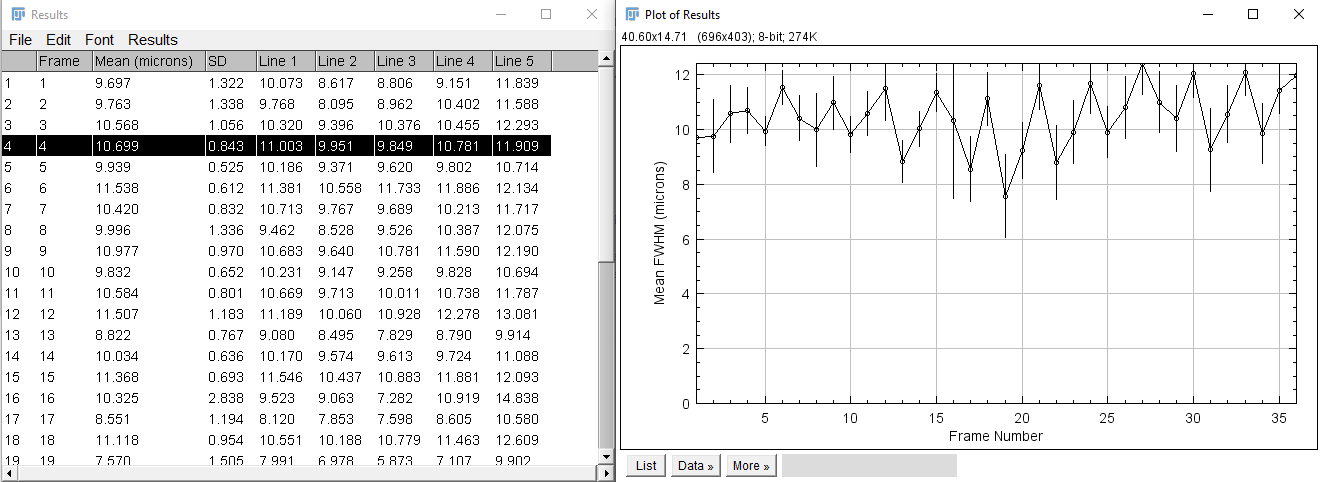 Results
File Edit Font Results
Frame Mean (microns) SD Line 1 Line 2 Line 3 Line 4 Line 5
1 1 9.697 1.322 10.073 8.617 8.806 9.151 11.839
2 2 9.763 1.338 9.768 8.095 8.962 10.402 11.588
3 3 10.568 1.056 10.320 9.396 10.376 10.455 12.293
4 4 10.699 0.843 11.003 9.951 9.849 10.781 11.909
5 5 9.939 0.525 10.186 9.371 9.620 9.802 10.714
6 6 11.538 0.612 11.381 10.558 11.733 11.886 12.134
7 7 10.420 0.832 10.713 9.767 9.689 10.213 11.717
8 8 9.996 1.336 9.462 8.528 9.526 10.387 12.075
9 9 10.977 0.970 10.683 9.640 10.781 11.590 12.190
10 10 9.832 0.652 10.231 9.147 9.258 9.828 10.694
11 11 10.584 0.801 10.669 9.713 10.011 10.738 11.787
12 12 11.507 1.183 11.189 10.060 10.928 12.278 13.081
13 13 8.822 0.767 9.080 8.495 7.829 8.790 9.914
14 14 10.034 0.636 10.170 9.574 9.613 9.724 11.088
15 15 11.368 0.693 11.546 10.437 10.883 11.881 12.093
16 16 10.325 2.838 9.523 9.063 7.282 10.919 14.838
17 17 8.551 1.194 8.120 7.853 7.598 8.605 10.580
18 18 11.118 0.954 10.551 10.188 10.779 11.463 12.609
19 19 7.570 1.505 7.991 6.978 5.873 7.107 9.902
Plot of Results
40.60x14.71 (696x403); 8-bit; 274K
12
10
8
6
4
2
0
Mean FWHM (microns)
5 10 15 20 25 30 35
Frame Number
List Data » More »